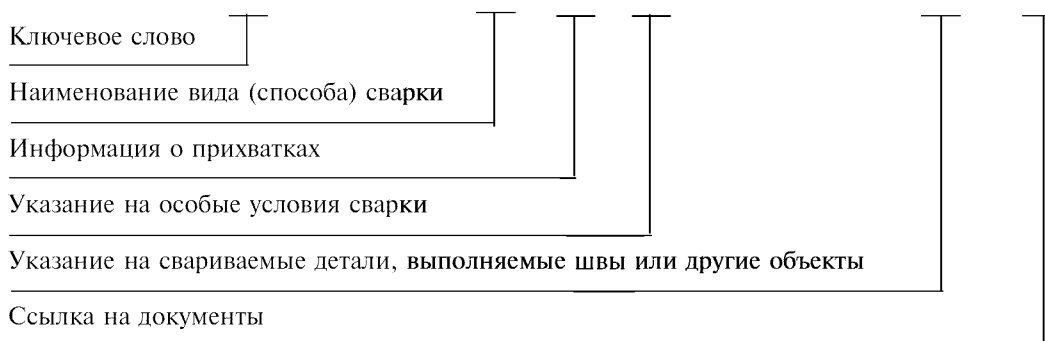 Ключевое слово
Наименование вида (способа) сварки
Информация о прихватках
Указание на особые условия сварки
Указание на свариваемые детали, выполняемые швы или другие объекты
Ссылка на документы